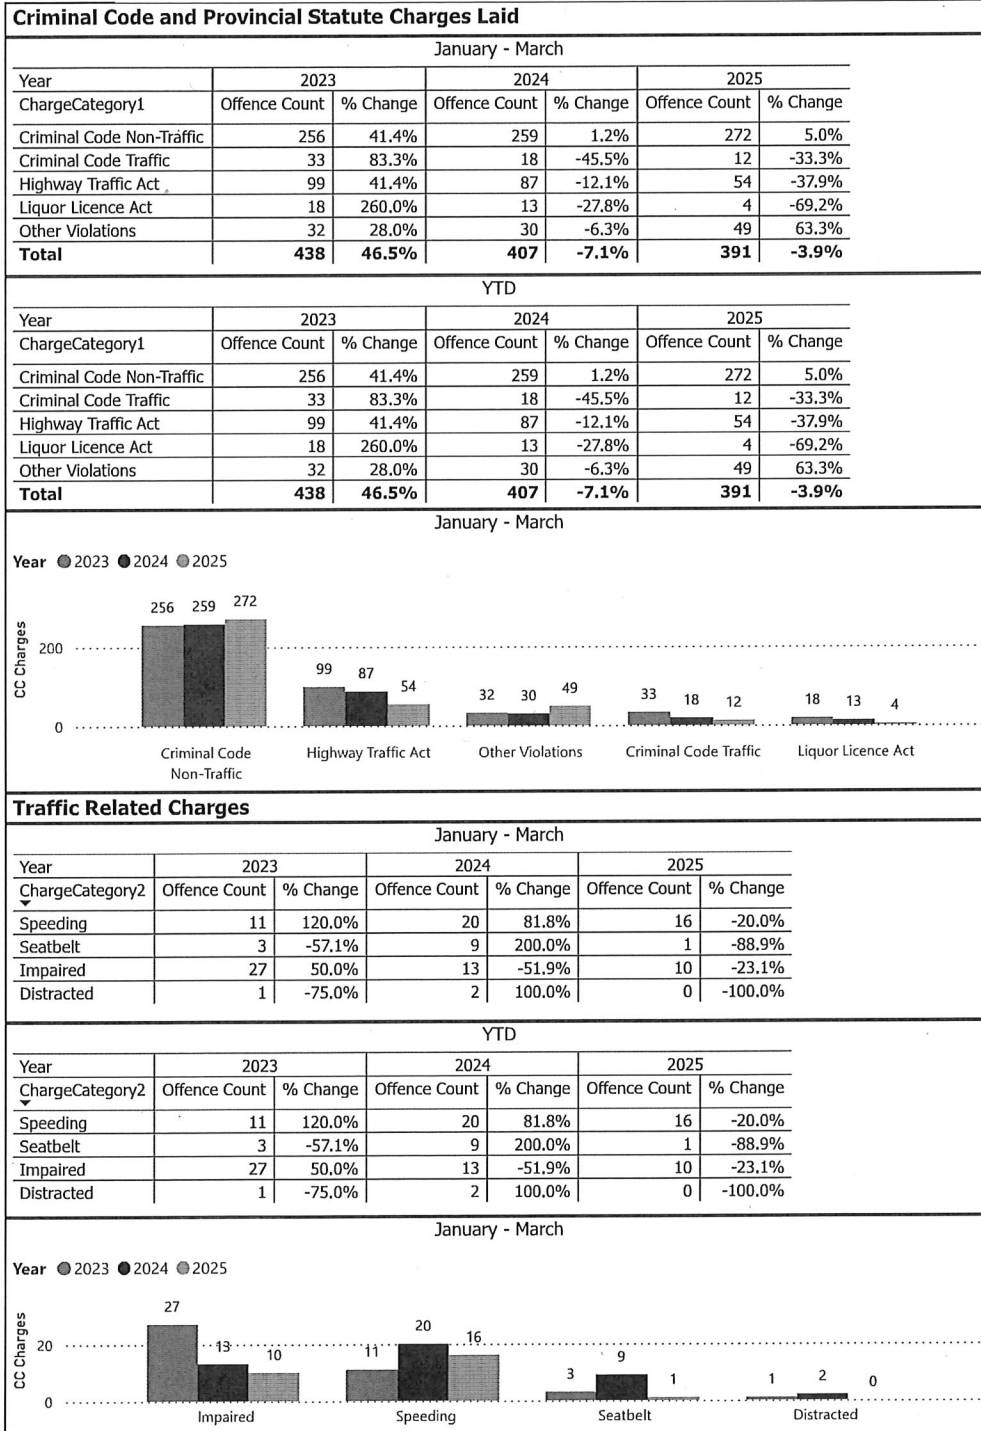 Criminal Code and Provincial Statute Charges Laid
January - March
Year 2023 2024 2025
ChargeCategory1 Offence Count % Change Offence Count % Change Offence Count % Change
Criminal Code Non-Traffic 256 41.4% 259 1.2% 272 5.0%
Criminal Code Traffic 33 83.3% 18 -45.5% 12 -33.3%
Highway Traffic Act 99 41.4% 87 -12.1% 54 -37.9%
Liquor Licence Act 18 260.0% 13 -27.8% 4 -69.2%
Other Violations 32 28.0% 30 -6.3% 49 63.3%
Total 438 46.5% 407 -7.1% 391 -3.9%
YTD
Year 2023 2024 2025
ChargeCategory1 Offence Count % Change Offence Count % Change Offence Count % Change
Criminal Code Non-Traffic 256 41.4% 259 1.2% 272 5.0%
Criminal Code Traffic 33 83.3% 18 -45.5% 12 -33.3%
Highway Traffic Act 99 41.4% 87 -12.1% 54 -37.9%
Liquor Licence Act 18 260.0% 13 -27.8% 4 -69.2%
Other Violations 32 28.0% 30 -6.3% 49 63.3%
Total 438 46.5% 407 -7.1% 391 -3.9%
January - March
Year 2023 2024 2025
CC Charges
200
0
256 259 272
99 87 54
32 30 49
33 18 12
18 13 4
Criminal Code Non-Traffic
Highway Traffic Act
Other Violations
Criminal Code Traffic
Liquor Licence Act
Traffic Related Charges
January - March
Year 2023 2024 2025
ChargeCategory2 Offence Count % Change Offence Count % Change Offence Count % Change
Speeding 11 120.0% 20 81.8% 16 -20.0%
Seatbelt 3 -57.1% 9 200.0% 1 -88.9%
Impaired 27 50.0% 13 -51.9% 10 -23.1%
Distracted 1 -75.0% 2 100.0% 0 -100.0%
YTD
Year 2023 2024 2025
ChargeCategory2 Offence Count % Change Offence Count % Change Offence Count % Change
Speeding 11 120.0% 20 81.8% 16 -20.0%
Seatbelt 3 -57.1% 9 200.0% 1 -88.9%
Impaired 27 50.0% 13 -51.9% 10 -23.1%
Distracted 1 -75.0% 2 100.0% 0 -100.0%
January - March
Year 2023 2024 2025
CC Charges
20
0
27 13 10
11 20 16
3 9 1
1 2 0
Impaired
Speeding
Seatbelt
Distracted